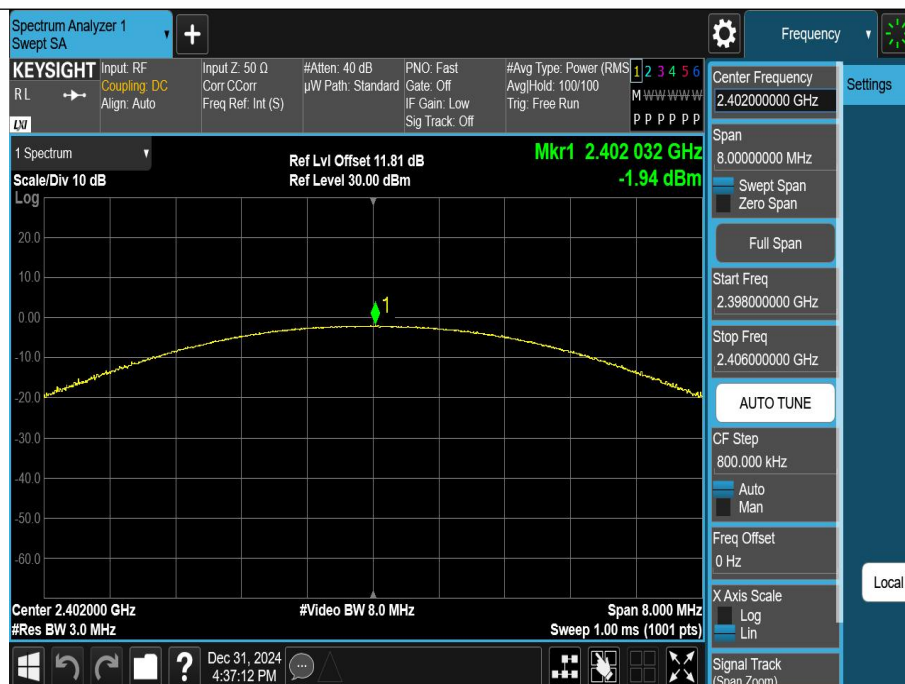 Spectrum Analyzer 1
Swept SA
Frequency
KEYSIGHT
RL
LXI
Input: RF
Coupling: DC
Align: Auto
Input Z: 50 Ω
Corr CCorr
Freq Ref: Int (S)
#Atten: 40 dB
µW Path: Standard
PNO: Fast
Gate: Off
IF Gain: Low
Sig Track: Off
#Avg Type: Power (RMS
Avg|Hold: 100/100
Trig: Free Run
1 2 3 4 5 6
M W W W W W
P P P P P P
1 Spectrum
Scale/Div 10 dB
Log
Ref Lvl Offset 11.81 dB
Ref Level 30.00 dBm
Mkr1 2.402 032 GHz
-1.94 dBm
1
20.0
10.0
0.00
-10.0
-20.0
-30.0
-40.0
-50.0
-60.0
Center 2.402000 GHz
#Res BW 3.0 MHz
#Video BW 8.0 MHz
Span 8.000 MHz
Sweep 1.00 ms (1001 pts)
Dec 31, 2024
4:37:12 PM
Center Frequency
2.402000000 GHz
Span
8.00000000 MHz
Swept Span
Zero Span
Full Span
Start Freq
2.398000000 GHz
Stop Freq
2.406000000 GHz
AUTO TUNE
CF Step
800.000 kHz
Auto
Man
Freq Offset
0 Hz
X Axis Scale
Log
Lin
Signal Track
(Span Zoom)
Settings
Local